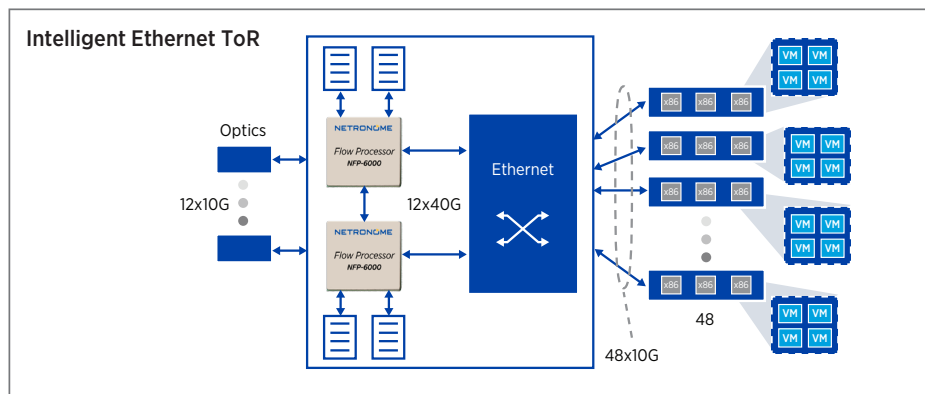 Intelligent Ethernet ToR
Optics
12x10G
NETRONOME
Flow Processor
NFP-6000
NETRONOME
Flow Processor
NFP-6000
12x40G
Ethernet
48x10G
x86 x86 x86
x86 x86 x86
x86 x86 x86
x86 x86 x86
48
VM VM
VM VM
VM VM
VM VM
VM VM
VM VM
VM VM
VM VM